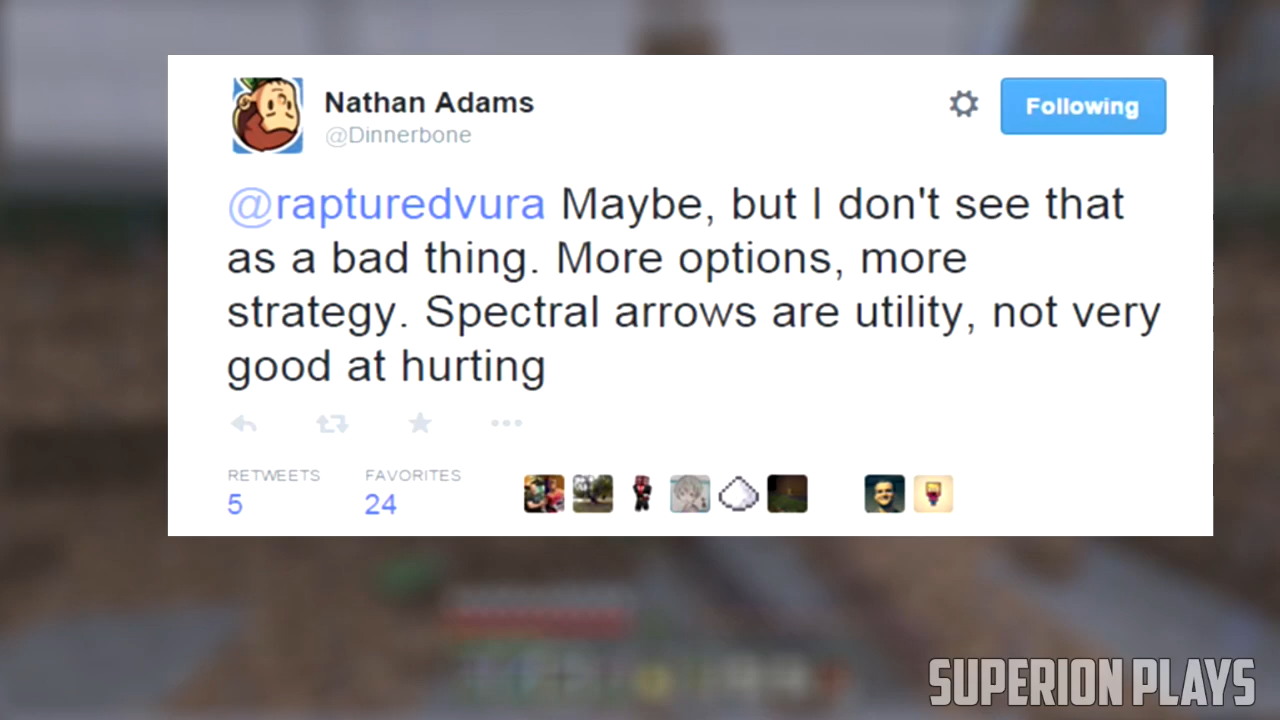 Nathan Adams
@Dinnerbone
Following
@rapturedvura Maybe, but I don't see that
as a bad thing. More options, more
strategy. Spectral arrows are utility, not very
good at hurting
RETWEETS FAVORITES
5 24
SUPERION PLAYS